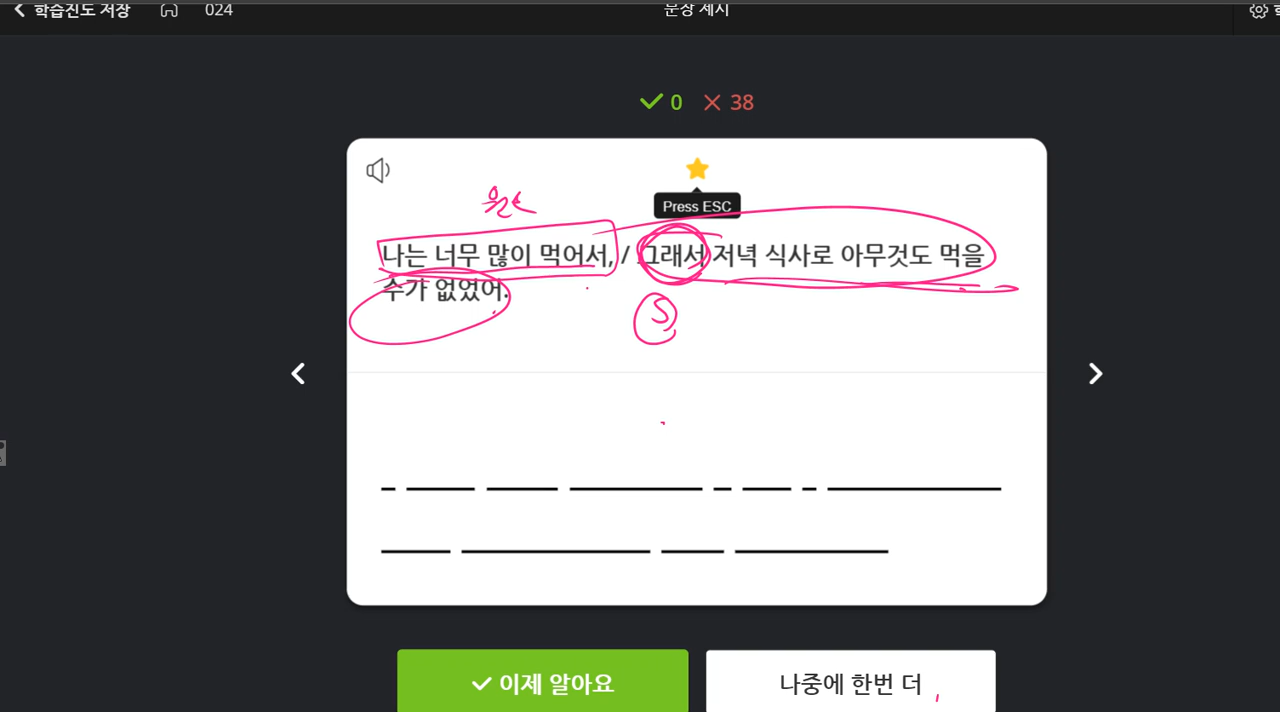 학습진도 저장
024
문장 제시
0
38
Press ESC
나는 너무 많이 먹어서, / 그래서 저녁 식사로 아무것도 먹을
수가 없었어.
S
이제 알아요
나중에 한번 더